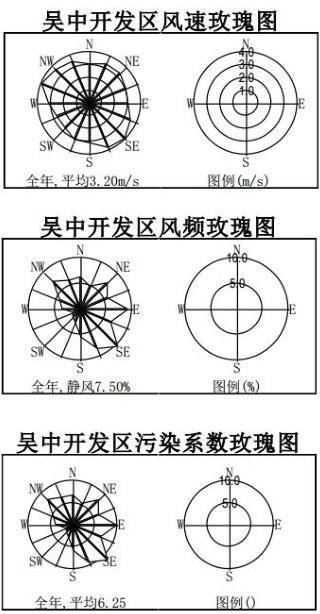 吴中开发区风速玫瑰图
N N
NW NE 4.0
3.0
2.0
1.0
W E W E
SW SE
S S
全年,平均3.20m/s 图例(m/s)
吴中开发区风频玫瑰图
N N
NW NE 10.0
5.0
W E W E
SW SE
S S
全年,静风7.50% 图例(%)
吴中开发区污染系数玫瑰图
N N
NW NE 10.0
5.0
W E W E
SW SE
S S
全年,平均6.25 图例()